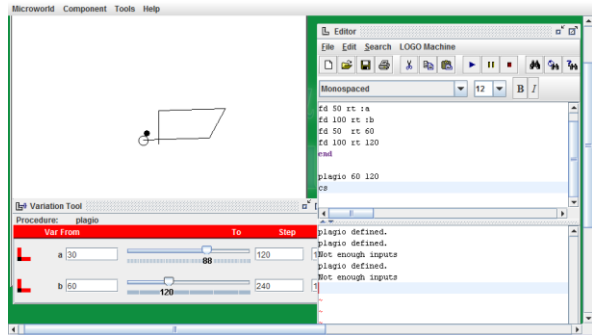 Microworld Component Tools Help
Editor
File Edit Search LOGO Machine
Monospaced 12 B I
fd 50 rt :a
fd 100 rt :b
fd 50 rt 60
fd 100 rt 120
end
plagio 60 120
cs
Variation Tool
Procedure: plagio
Var From To Step
a 30 88 120 1
b 60 120 240 1
plagio defined.
plagio defined.
Not enough inputs
plagio defined.
Not enough inputs
~
~